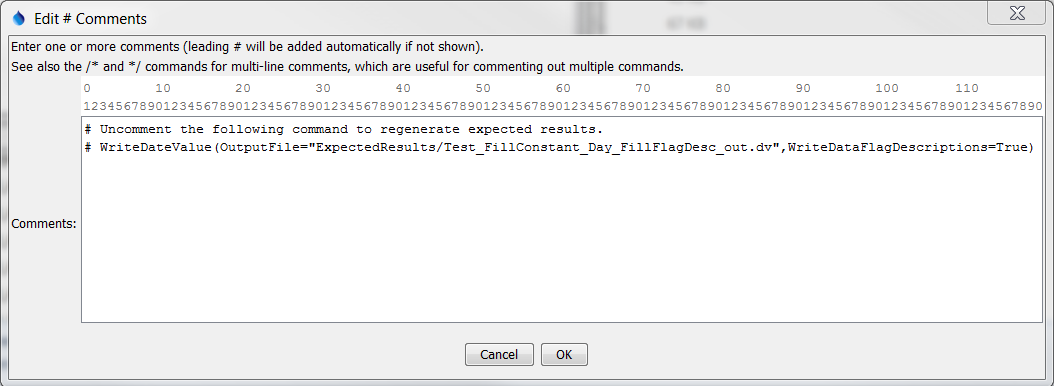 Edit # Comments
Enter one or more comments (leading # will be added automatically if not shown).
See also the /* and */ commands for multi-line comments, which are useful for commenting out multiple commands.
0 10 20 30 40 50 60 70 80 90 100 110
123456789012345678901234567890123456789012345678901234567890123456789012345678901234567890123456789012345678901234567890
# Uncomment the following command to regenerate expected results.
# WriteDateValue(OutputFile="ExpectedResults/Test_FillConstant_Day_FillFlagDesc_out.dv",WriteDataFlagDescriptions=True)
Comments:
Cancel OK